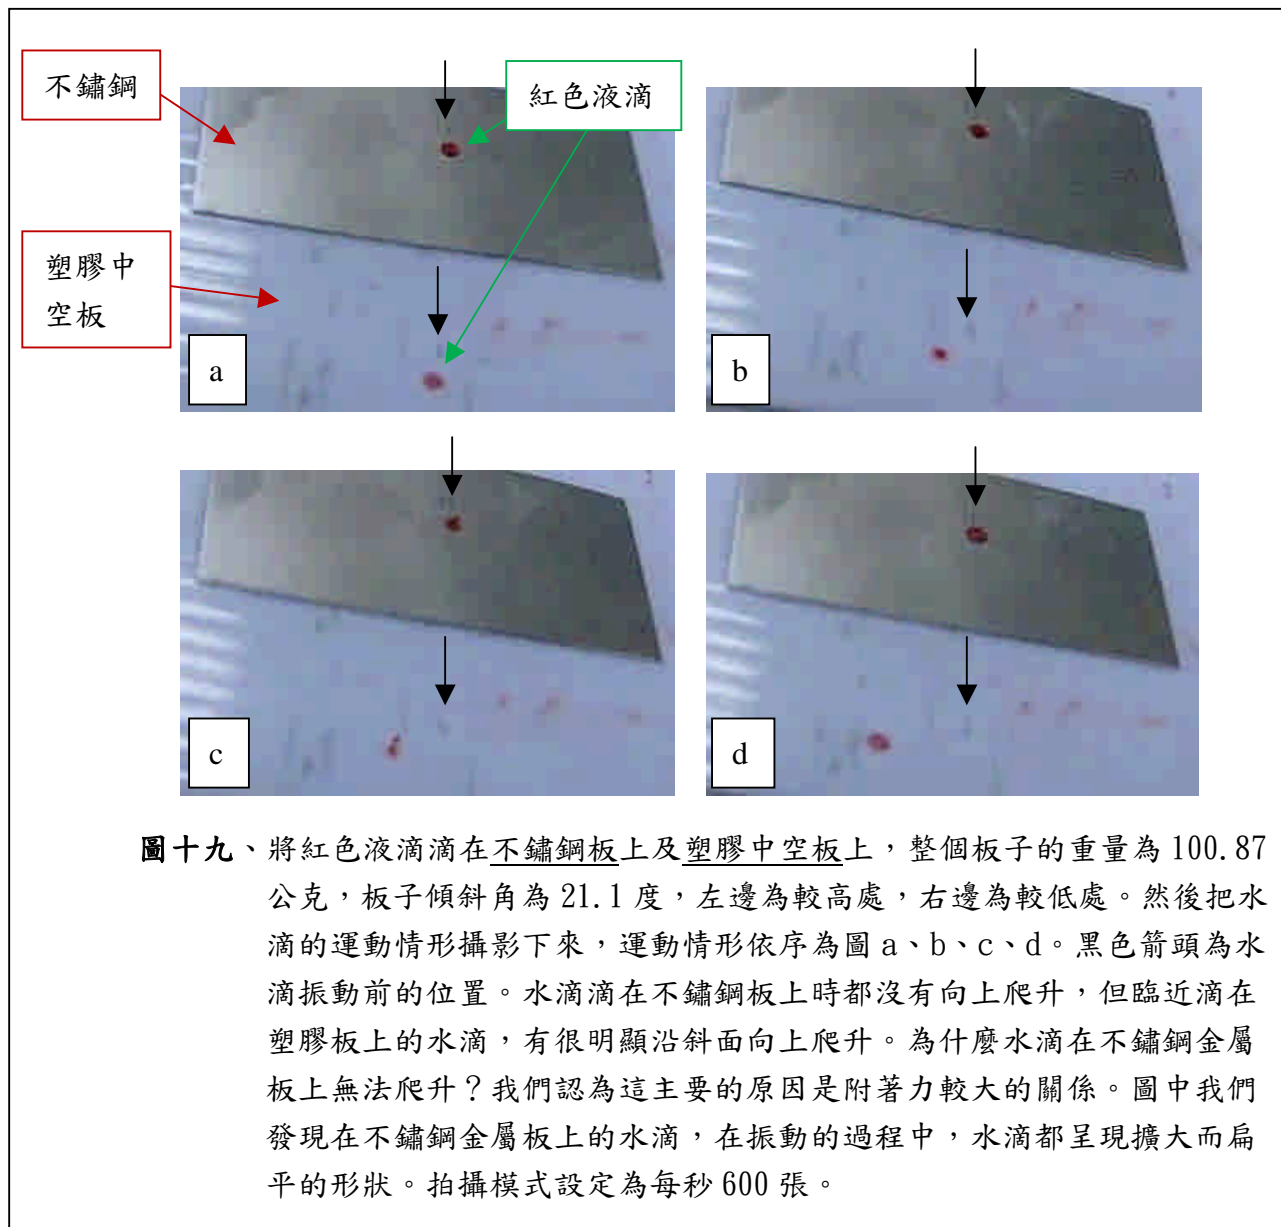 不鏽鋼
紅色液滴
塑膠中
空板
a
b
c
d
圖十九、將紅色液滴滴在不鏽鋼板上及塑膠中空板上，整個板子的重量為 100.87
公克，板子傾斜角為 21.1 度，左邊為較高處，右邊為較低處。然後把水
滴的運動情形攝影下來，運動情形依序為圖 a、b、c、d。黑色箭頭為水
滴振動前的位置。水滴滴在不鏽鋼板上時都沒有向上爬升，但臨近滴在
塑膠板上的水滴，有很明顯沿斜面向上爬升。為什麼水滴在不鏽鋼金屬
板上無法爬升？我們認為這主要的原因是附著力較大的關係。圖中我們
發現在不鏽鋼金屬板上的水滴，在振動的過程中，水滴都呈現擴大而扁
平的形狀。拍攝模式設定為每秒 600 張。